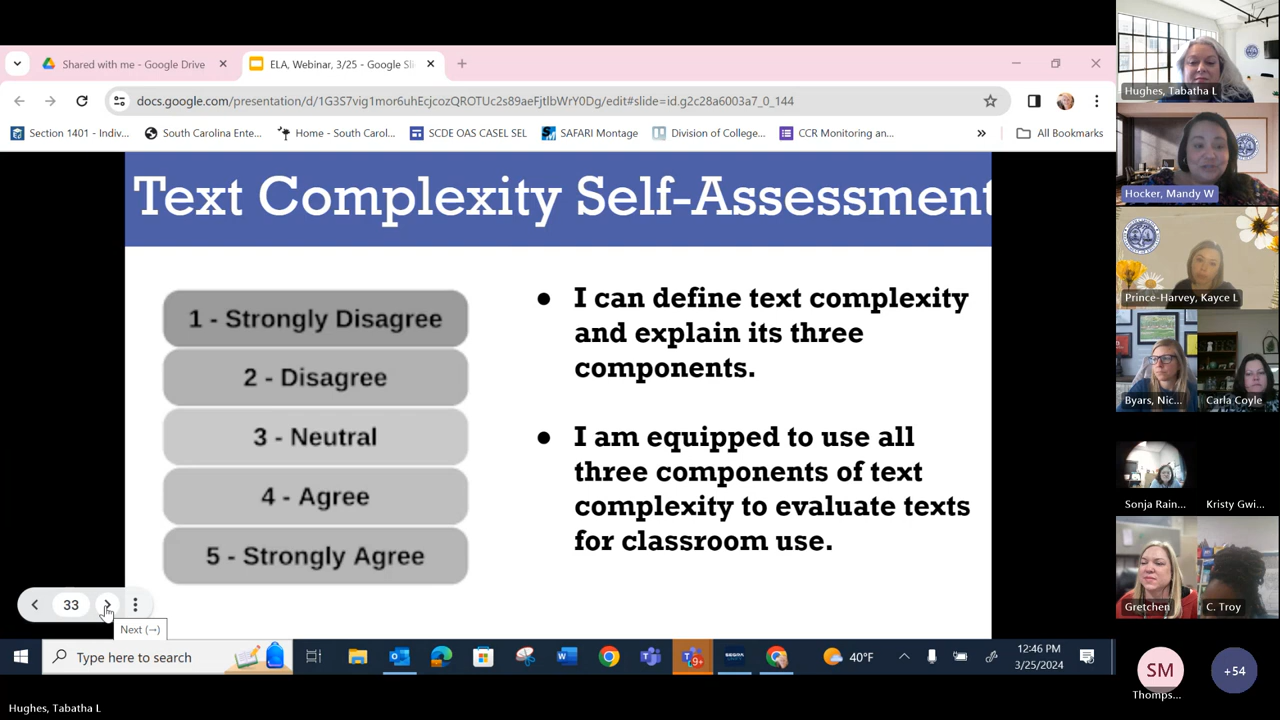 Shared with me - Google Drive
ELA, Webinar, 3/25 - Google Sli
docs.google.com/presentation/d/1G3S7vig1mor6uhEcjcozQROTUc2s89aeFjtIbWrY0Dg/edit#slide=id.g2c28a6003a7_0_144
Section 1401 - Indiv...
South Carolina Ente...
Home - South Carol...
SCDE OAS CASEL SEL
SAFARI Montage
Division of College...
CCR Monitoring an...
»
All Bookmarks
Text Complexity Self-Assessment
1 - Strongly Disagree
2 - Disagree
3 - Neutral
4 - Agree
5 - Strongly Agree
• I can define text complexity
and explain its three
components.
• I am equipped to use all
three components of text
complexity to evaluate texts
for classroom use.
33
Next (→)
Type here to search
9+
40°F
12:46 PM
3/25/2024
Hughes, Tabatha L
Hughes, Tabatha L
Hocker, Mandy W
Prince-Harvey, Kayce L
Byars, Nic...
Carla Coyle
Sonja Rain...
Kristy Gwi...
Gretchen
C. Troy
SM
Thomps...
+54